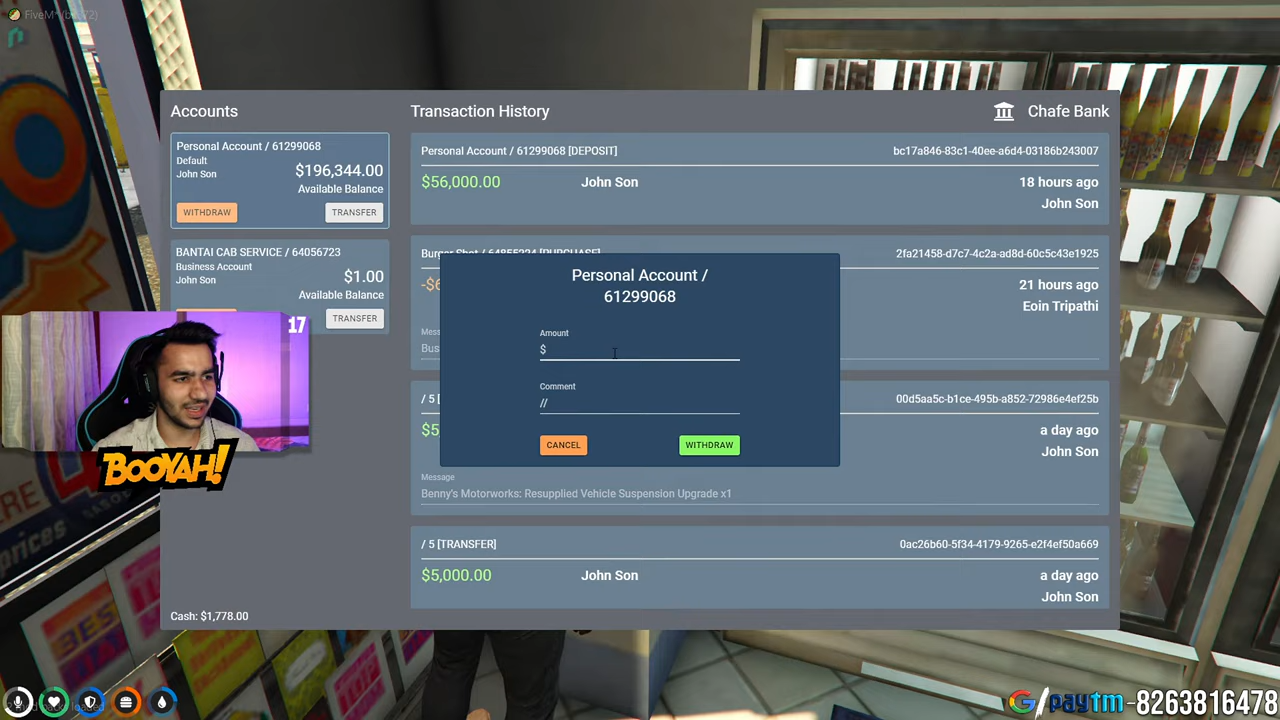 FiveM®
Accounts
Transaction History
Chafe Bank
Personal Account / 61299068
Default
John Son
$196,344.00
Available Balance
WITHDRAW
TRANSFER
BANTAI CAB SERVICE / 64056723
Business Account
John Son
$1.00
Available Balance
TRANSFER
Personal Account / 61299068 [DEPOSIT]
bc17a846-83c1-40ee-a6d4-03186b243007
$56,000.00
John Son
18 hours ago
John Son
2fa21458-d7c7-4c2a-ad8d-60c5c43e1925
21 hours ago
Eoin Tripathi
Personal Account /
61299068
Amount
$
Comment
//
CANCEL
WITHDRAW
/ 5
00d5aa5c-b1ce-495b-a852-72986e4ef25b
a day ago
John Son
Message
Benny's Motorworks: Resupplied Vehicle Suspension Upgrade x1
/ 5 [TRANSFER]
0ac26b60-5f34-4179-9265-e2f4ef50a669
$5,000.00
John Son
a day ago
John Son
Cash: $1,778.00
17
BOOYAH!
prices
BEST
G/paytm-8263816478